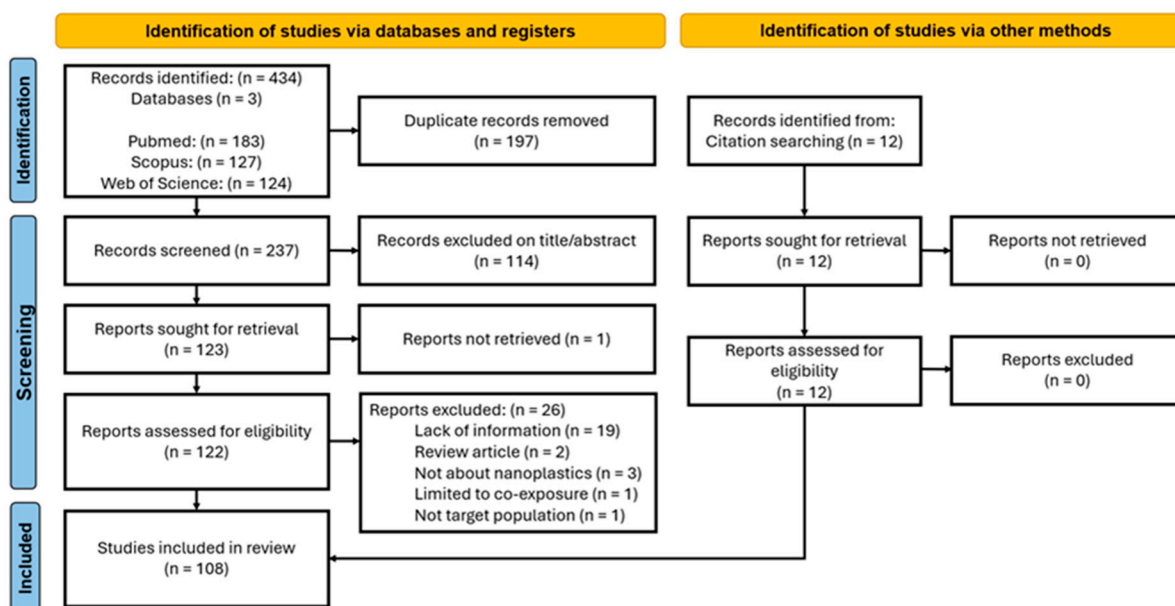 Identification of studies via databases and registers
Identification of studies via other methods
Identification
Records identified: (n = 434)
Databases (n = 3)
Pubmed: (n = 183)
Scopus: (n = 127)
Web of Science: (n = 124)
Duplicate records removed
(n = 197)
Records identified from:
Citation searching (n = 12)
Screening
Records screened (n = 237)
Records excluded on title/abstract
(n = 114)
Reports sought for retrieval
(n = 12)
Reports not retrieved
(n = 0)
Reports sought for retrieval
(n = 123)
Reports not retrieved (n = 1)
Reports assessed for
eligibility
(n = 12)
Reports excluded
(n = 0)
Reports assessed for eligibility
(n = 122)
Reports excluded: (n = 26)
Lack of information (n = 19)
Review article (n = 2)
Not about nanoplastics (n = 3)
Limited to co-exposure (n = 1)
Not target population (n = 1)
Included
Studies included in review
(n = 108)